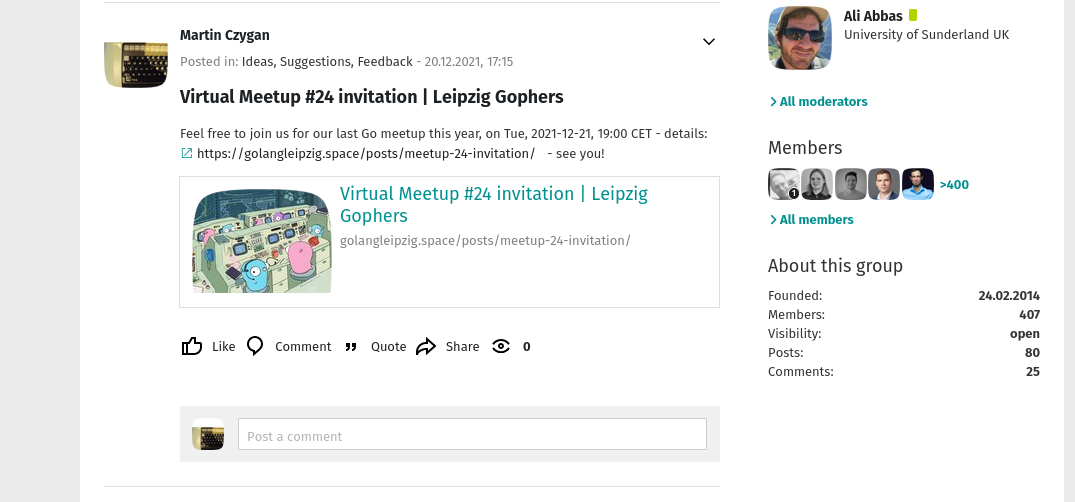 Martin Czygan
Posted in: Ideas, Suggestions, Feedback - 20.12.2021, 17:15
Virtual Meetup #24 invitation | Leipzig Gophers
Feel free to join us for our last Go meetup this year, on Tue, 2021-12-21, 19:00 CET - details:
https://golangleipzig.space/posts/meetup-24-invitation/ - see you!
Virtual Meetup #24 invitation | Leipzig
Gophers
golangleipzig.space/posts/meetup-24-invitation/
Like Comment Quote Share 0
Post a comment
Ali Abbas
University of Sunderland UK
All moderators
Members
1
>400
All members
About this group
Founded: 24.02.2014
Members: 407
Visibility: open
Posts: 80
Comments: 25